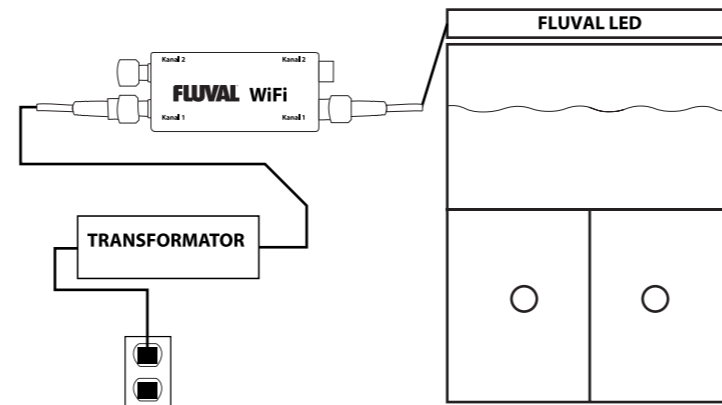 FLUVAL LED
Kanal 2 Kanal 2
FLUVAL WiFi
Kanal 1 Kanal 1
TRANSFORMATOR